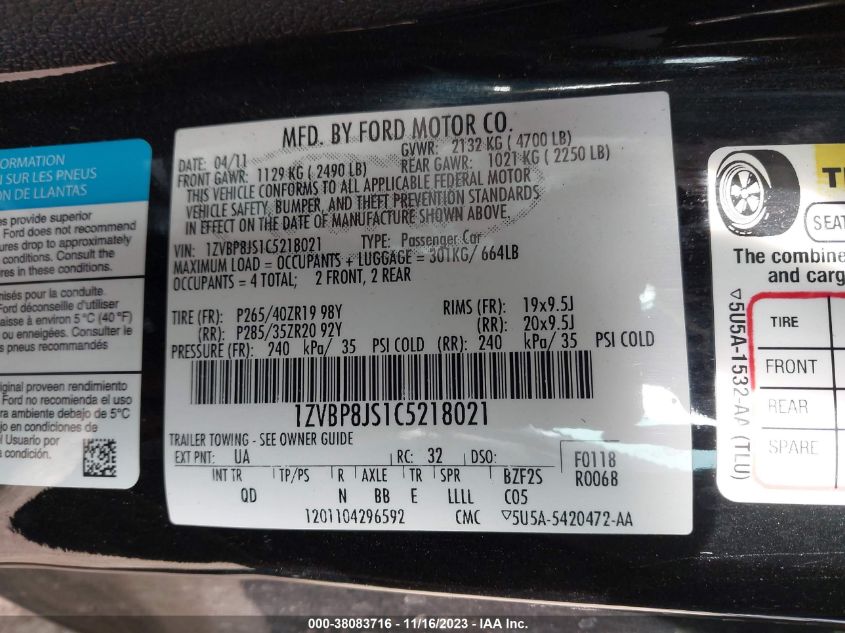 FORMATION
SUR LES PNEUS
N DE LLANTAS
es provide superior
Ford does not recommend
ures drop to approximately
conditions. Consult the
res in these conditions.
misés pour la conduite.
Ford déconseille d'utiliser
aisse à environ 5 °C (40 °F)
ou enneigées. Consulter le
s pneus recommandés
iginal proveen rendimiento
Ford no recomienda el uso
ambiente debajo de 5°C
jo en condiciones de
l Usuario por
MFD. BY FORD MOTOR CO.
DATE: 04/11 GVWR: 2132 KG ( 4700 LB)
FRONT GAWR: 1129 KG ( 2490 LB) REAR GAWR: 1021 KG ( 2250 LB)
THIS VEHICLE CONFORMS TO ALL APPLICABLE FEDERAL MOTOR
VEHICLE SAFETY, BUMPER, AND THEFT PREVENTION STANDARDS
IN EFFECT ON THE DATE OF MANUFACTURE SHOWN ABOVE.
VIN: 1ZVBP8JS1C5218021 TYPE: Passenger Car
MAXIMUM LOAD = OCCUPANTS + LUGGAGE = 301KG/ 664LB
OCCUPANTS = 4 TOTAL; 2 FRONT, 2 REAR
TIRE (FR): P265/40ZR19 98Y RIMS (FR): 19x9.5J
(RR): P285/35ZR20 92Y (RR): 20x9.5J
PRESSURE (FR): 240 kPa/ 35 PSI COLD (RR): 240 kPa/ 35 PSI COLD
1ZVBP8JS1C5218021
TRAILER TOWING - SEE OWNER GUIDE
EXT PNT: UA RC: 32 DSO: F0118
INT TR TP/PS R AXLE TR SPR BZF2S R0068
QD N BB E LLLL C05
1201104296592 CMC ▽5U5A-5420472-AA
SEAT
The combine
and carg
TIRE
FRONT
REAR
SPARE
▽5U5A-1532-AA (TLU)
000-38083716 - 11/16/2023 - IAA Inc.